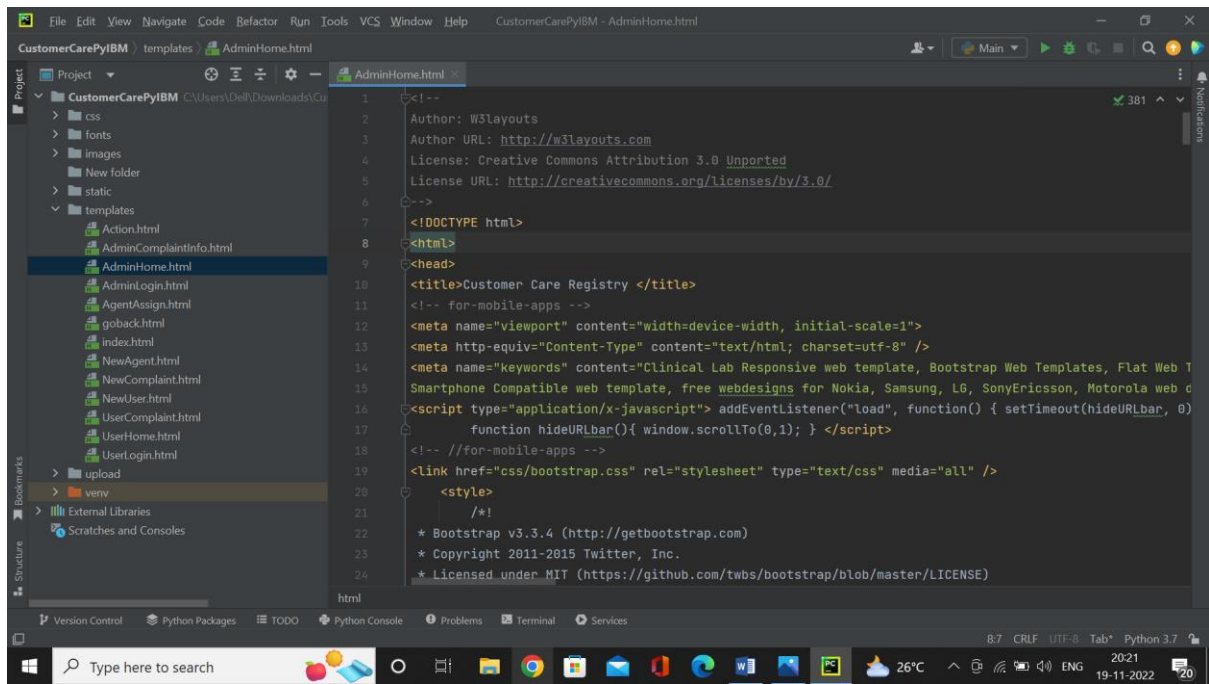 PC File Edit View Navigate Code Refactor Run Tools VCS Window Help CustomerCarePyIBM - AdminHome.html
CustomerCarePyIBM templates AdminHome.html Main
Project AdminHome.html
Project
Notifications
CustomerCarePyIBM C:\Users\Dell\Downloads\Cu
css
fonts
images
New folder
static
templates
Action.html
AdminComplaintInfo.html
AdminHome.html
AdminLogin.html
AgentAssign.html
goback.html
index.html
NewAgent.html
NewComplaint.html
NewUser.html
UserComplaint.html
UserHome.html
UserLogin.html
upload
venv
External Libraries
Scratches and Consoles
Bookmarks
Structure
381
1 <!--
2 Author: W3layouts
3 Author URL: http://w3layouts.com
4 License: Creative Commons Attribution 3.0 Unported
5 License URL: http://creativecommons.org/licenses/by/3.0/
6 -->
7 <!DOCTYPE html>
8 <html>
9 <head>
10 <title>Customer Care Registry </title>
11 <!-- for-mobile-apps -->
12 <meta name="viewport" content="width=device-width, initial-scale=1">
13 <meta http-equiv="Content-Type" content="text/html; charset=utf-8" />
14 <meta name="keywords" content="Clinical Lab Responsive web template, Bootstrap Web Templates, Flat Web T
15 Smartphone Compatible web template, free webdesigns for Nokia, Samsung, LG, SonyEricsson, Motorola web d
16 <script type="application/x-javascript"> addEventListener("load", function() { setTimeout(hideURLbar, 0)
17 function hideURLbar(){ window.scrollTo(0,1); } </script>
18 <!-- //for-mobile-apps -->
19 <link href="css/bootstrap.css" rel="stylesheet" type="text/css" media="all" />
20 <style>
21 /*!
22 * Bootstrap v3.3.4 (http://getbootstrap.com)
23 * Copyright 2011-2015 Twitter, Inc.
24 * Licensed under MIT (https://github.com/twbs/bootstrap/blob/master/LICENSE)
html
Version Control Python Packages TODO Python Console Problems Terminal Services
8:7 CRLF UTF-8 Tab* Python 3.7
Type here to search 26°C ENG 20:21
19-11-2022 20